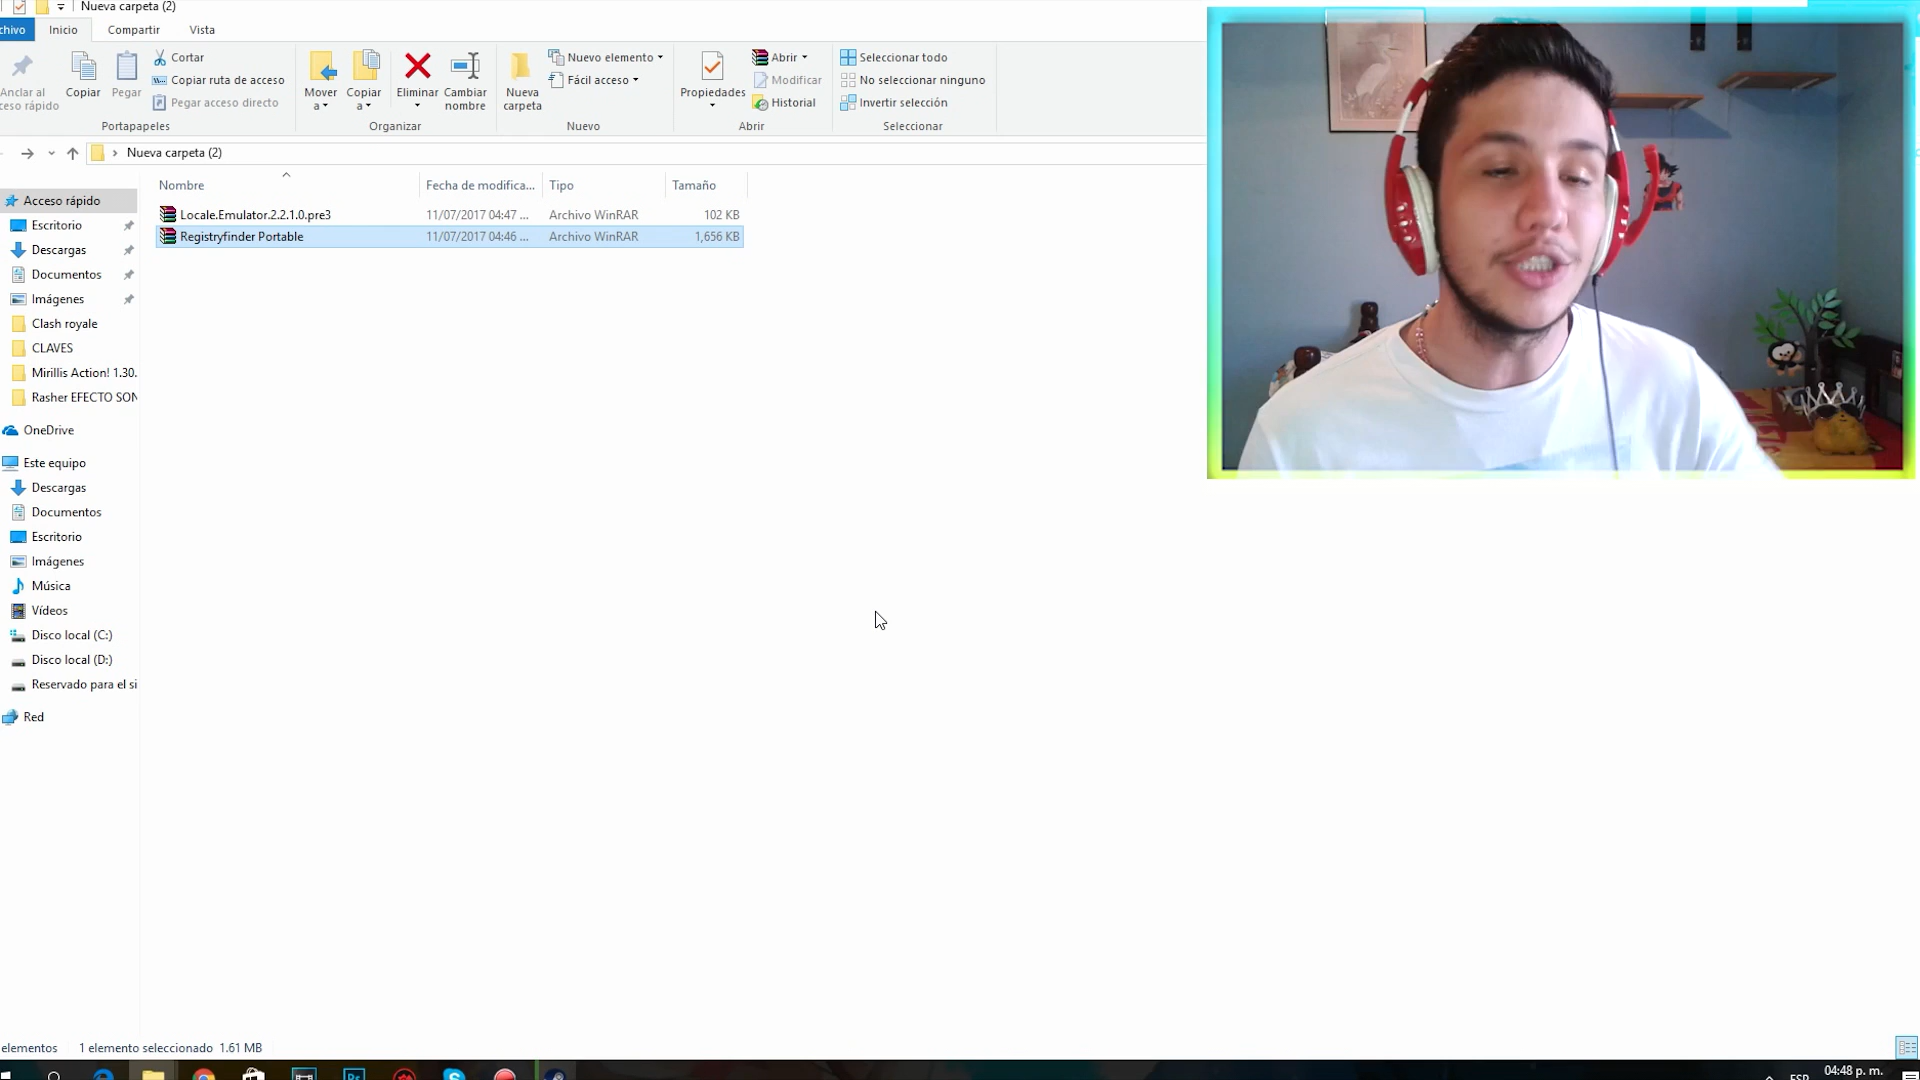 Nueva carpeta (2)
chivo Inicio Compartir Vista
Anclar al
ceso rápido
Copiar
Pegar
Cortar
Copiar ruta de acceso
Pegar acceso directo
Portapapeles
Mover
a
Copiar
a
Eliminar
Cambiar
nombre
Organizar
Nueva
carpeta
Nuevo elemento
Fácil acceso
Nuevo
Propiedades
Abrir
Modificar
Historial
Abrir
Seleccionar todo
No seleccionar ninguno
Invertir selección
Seleccionar
Nueva carpeta (2)
Nombre Fecha de modifica... Tipo Tamaño
Locale.Emulator.2.2.1.0.pre3 11/07/2017 04:47 ... Archivo WinRAR 102 KB
Registryfinder Portable 11/07/2017 04:46 ... Archivo WinRAR 1,656 KB
Acceso rápido
Escritorio
Descargas
Documentos
Imágenes
Clash royale
CLAVES
Mirillis Action! 1.30.
Rasher EFECTO SON
OneDrive
Este equipo
Descargas
Documentos
Escritorio
Imágenes
Música
Vídeos
Disco local (C:)
Disco local (D:)
Reservado para el si
Red
elementos 1 elemento seleccionado 1.61 MB
Ps
ESP
04:48 p. m.